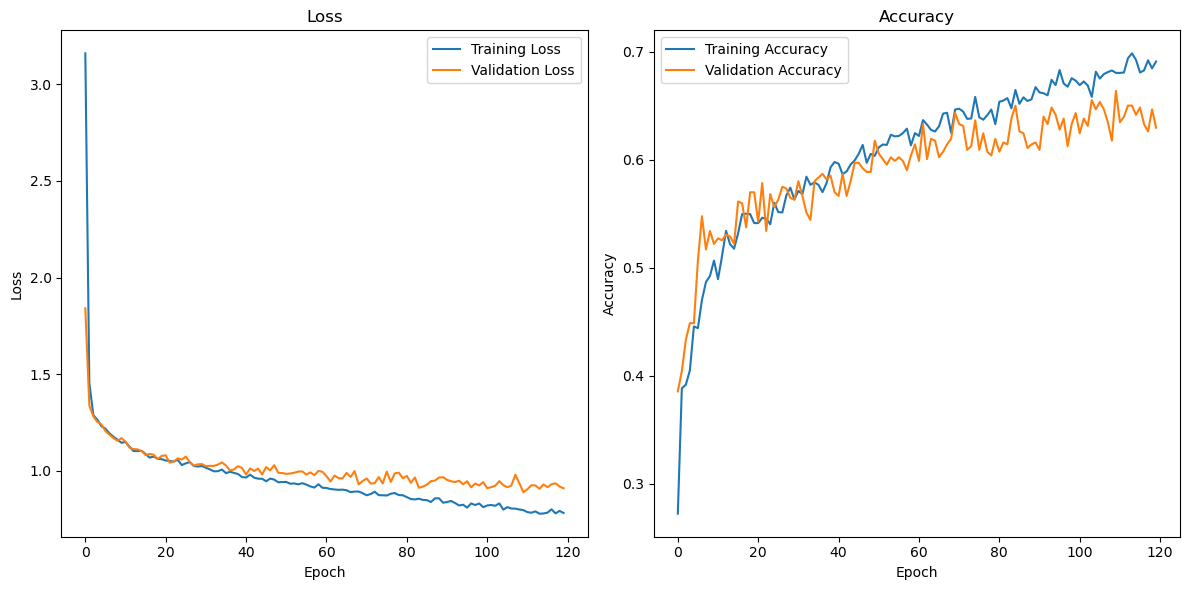 Loss
Training Loss
Validation Loss
3.0
2.5
2.0
1.5
1.0
Loss
0 20 40 60 80 100 120
Epoch
Accuracy
Training Accuracy
Validation Accuracy
0.7
0.6
0.5
0.4
0.3
Accuracy
0 20 40 60 80 100 120
Epoch